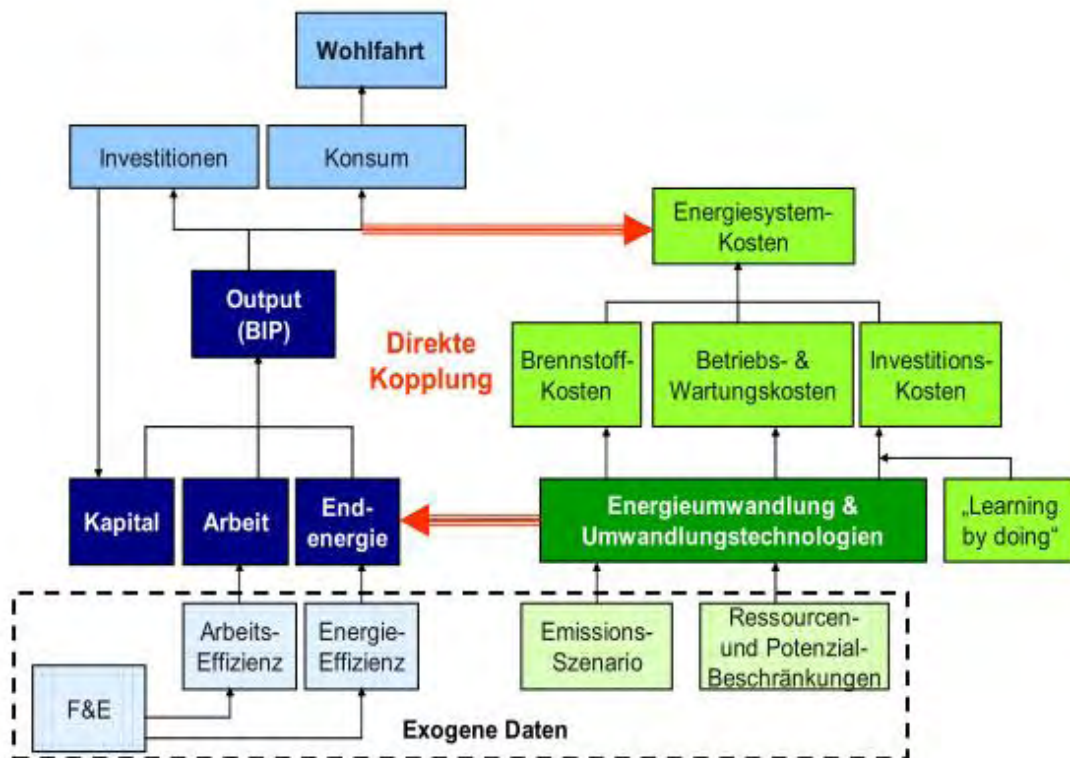 Wohlfahrt
Investitionen
Konsum
Energiesystem-
Kosten
Output
(BIP)
Direkte
Kopplung
Brennstoff-
Kosten
Betriebs- &
Wartungskosten
Investitions-
Kosten
Kapital
Arbeit
End-
energie
Energieumwandlung &
Umwandlungstechnologien
„Learning
by doing“
Arbeits-
Effizienz
Energie-
Effizienz
Emissions-
Szenario
Ressourcen-
und Potenzial-
Beschränkungen
F&E
Exogene Daten